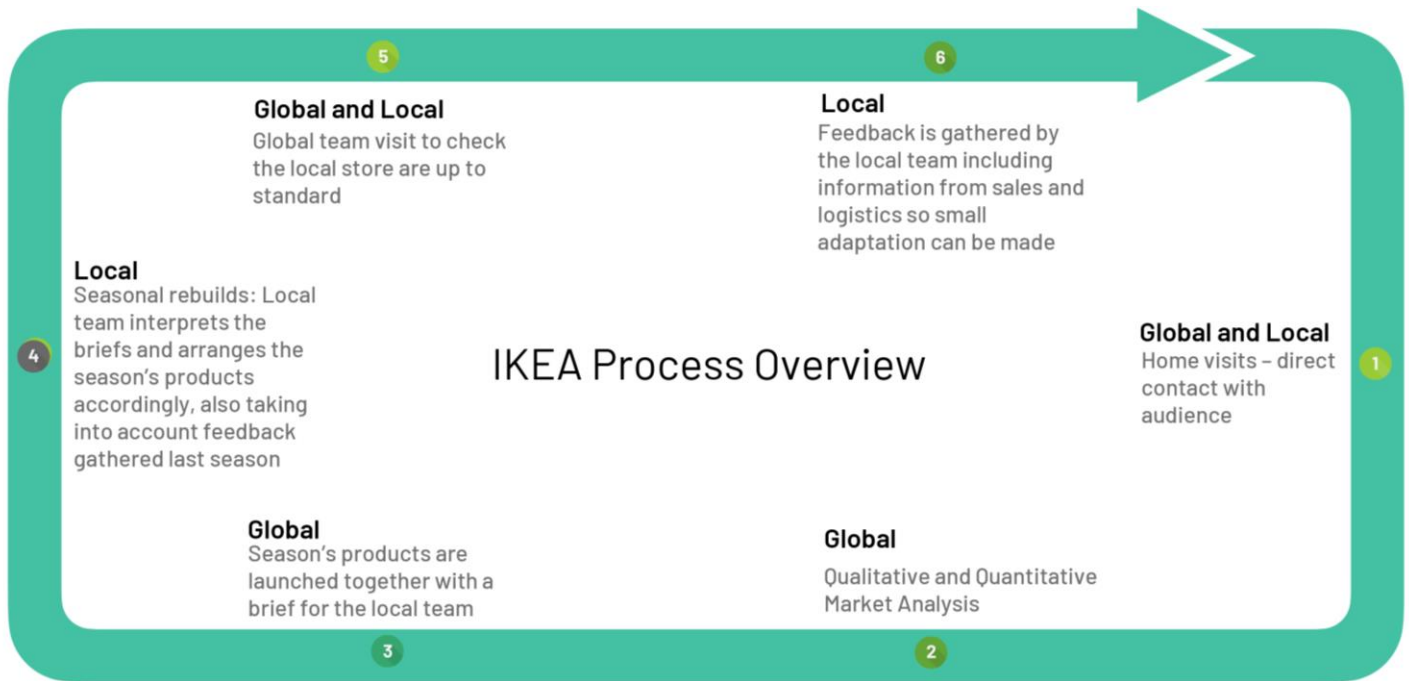 5
6
Global and Local
Global team visit to check
the local store are up to
standard
Local
Feedback is gathered by
the local team including
information from sales and
logistics so small
adaptation can be made
Local
Seasonal rebuilds: Local
team interprets the
briefs and arranges the
season's products
accordingly, also taking
into account feedback
gathered last season
4
IKEA Process Overview
Global and Local
Home visits – direct
contact with
audience
1
Global
Season's products are
launched together with a
brief for the local team
Global
Qualitative and Quantitative
Market Analysis
3
2